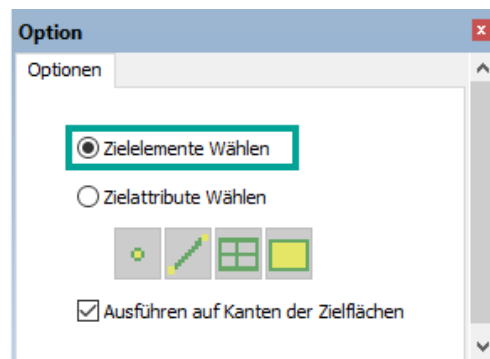 Option
Optionen
Zielelemente Wählen
Zielattribute Wählen
Ausführen auf Kanten der Zielflächen